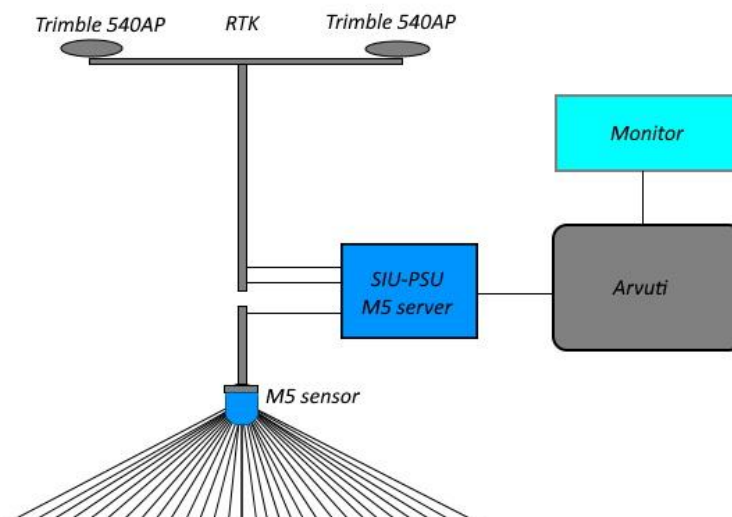 Trimble 540AP
RTK
Trimble 540AP
Monitor
SIU-PSU
M5 server
Arvuti
M5 sensor